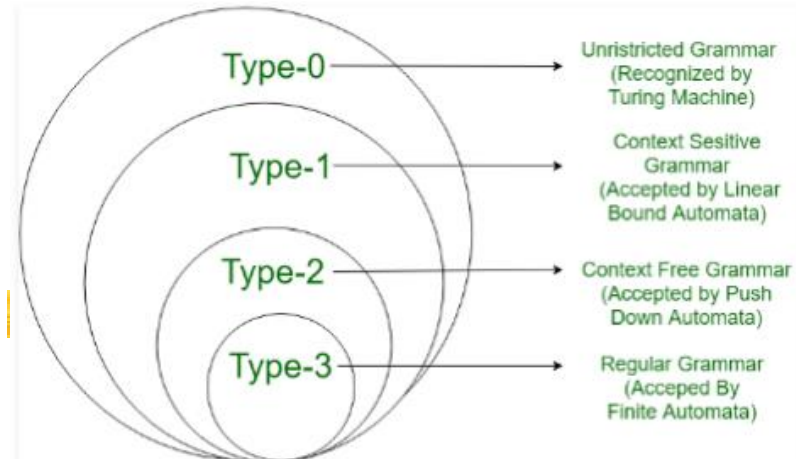 Type-0
Unristricted Grammar
(Recognized by
Turing Machine)
Type-1
Context Sesitive
Grammar
(Accepted by Linear
Bound Automata)
Type-2
Context Free Grammar
(Accepted by Push
Down Automata)
Type-3
Regular Grammar
(Acceped By
Finite Automata)